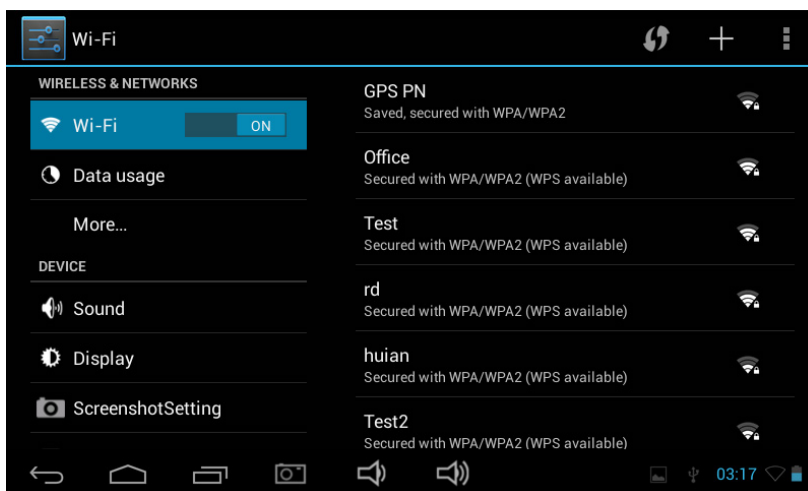 Wi-Fi
WIRELESS & NETWORKS
Wi-Fi ON
Data usage
More...
DEVICE
Sound
Display
ScreenshotSetting
GPS PN
Saved, secured with WPA/WPA2
Office
Secured with WPA/WPA2 (WPS available)
Test
Secured with WPA/WPA2 (WPS available)
rd
Secured with WPA/WPA2 (WPS available)
huian
Secured with WPA/WPA2 (WPS available)
Test2
Secured with WPA/WPA2 (WPS available)
03:17